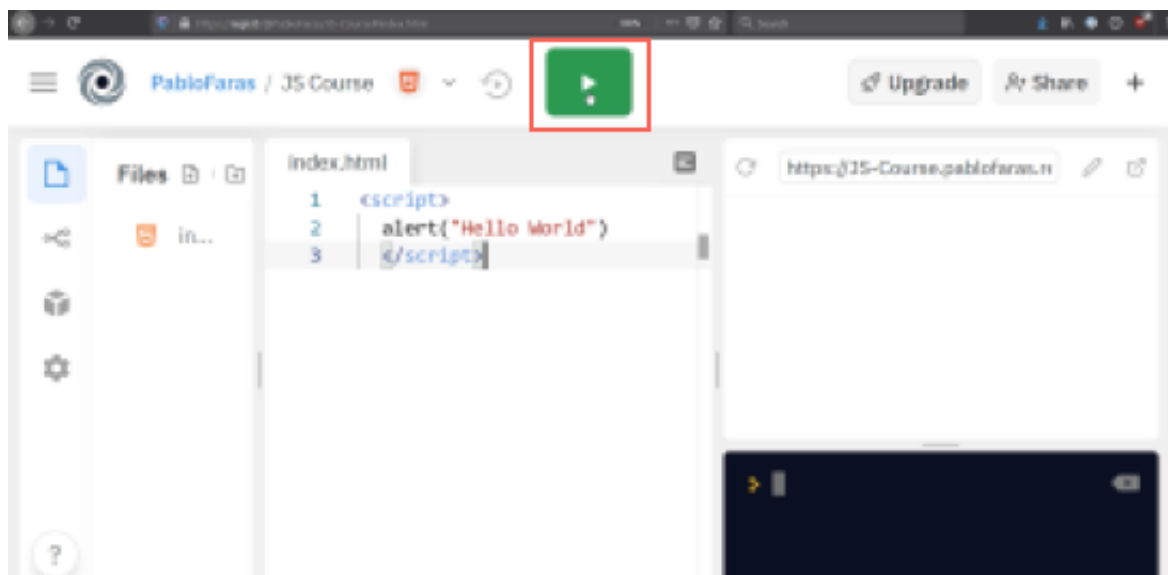 PabloFaras / JS Course
Upgrade
Share
Files
in...
index.html
1 <script>
2 alert("Hello World")
3 </script>
https://JS-Course.pablofaras.r
?